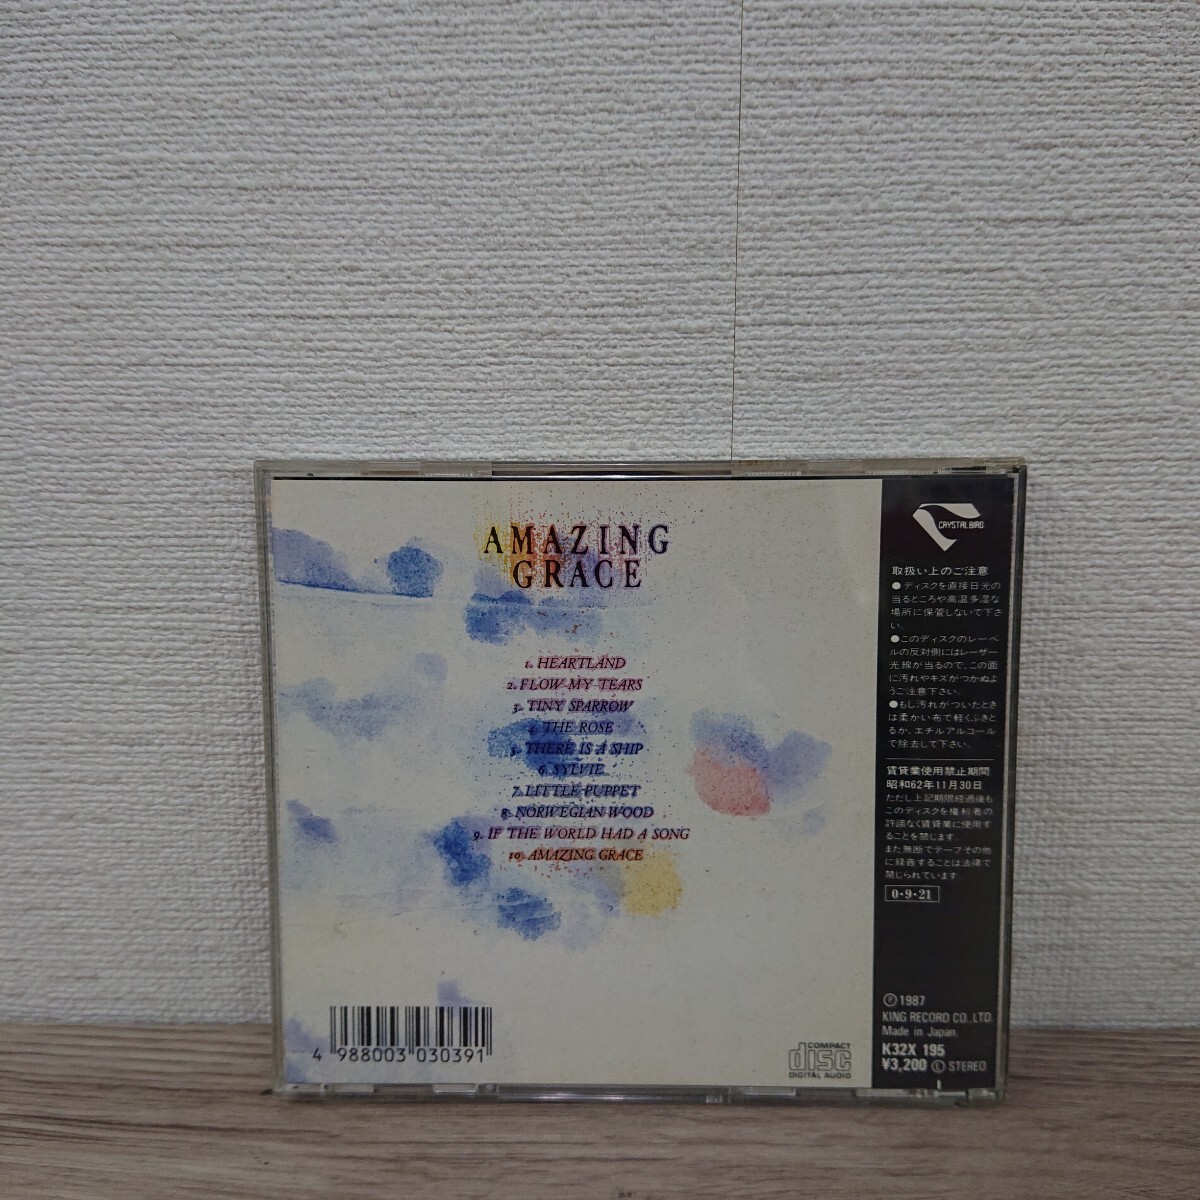 AMAZING
GRACE
1. HEARTLAND
2. FLOW MY TEARS
3. TINY SPARROW
4. THE ROSE
5. THERE IS A SHIP
6. SYLVIE
7. LITTLE PUPPET
8. NORWEGIAN WOOD
9. IF THE WORLD HAD A SONG
10. AMAZING GRACE
4 988003 030391
COMPACT
disc
DIGITAL AUDIO
CRYSTALBIRD
取扱い上のご注意
●ディスクを直接日光の
当るところや高温多湿な
場所に保管しないで下さ
い。
●このディスクのレーベ
ルの反対側にはレーザー
光線が当るので、この面
に汚れやキズがつかぬよ
うご注意下さい。
●もし汚れがついたとき
は柔かい布で軽くふきと
るか、エチルアルコール
で除去して下さい。
賃貸業使用禁止期間
昭和62年11月30日
ただし上記期限経過後も
このディスクを権利者の
許諾なく賃貸業に使用す
ることを禁じます
また無断でテープその他
に録音することは法律で
禁じられています
0・9・21
Ⓟ1987
KING RECORD CO.,LTD.
Made in Japan.
K32X 195
¥3,200 Ⓛ STEREO